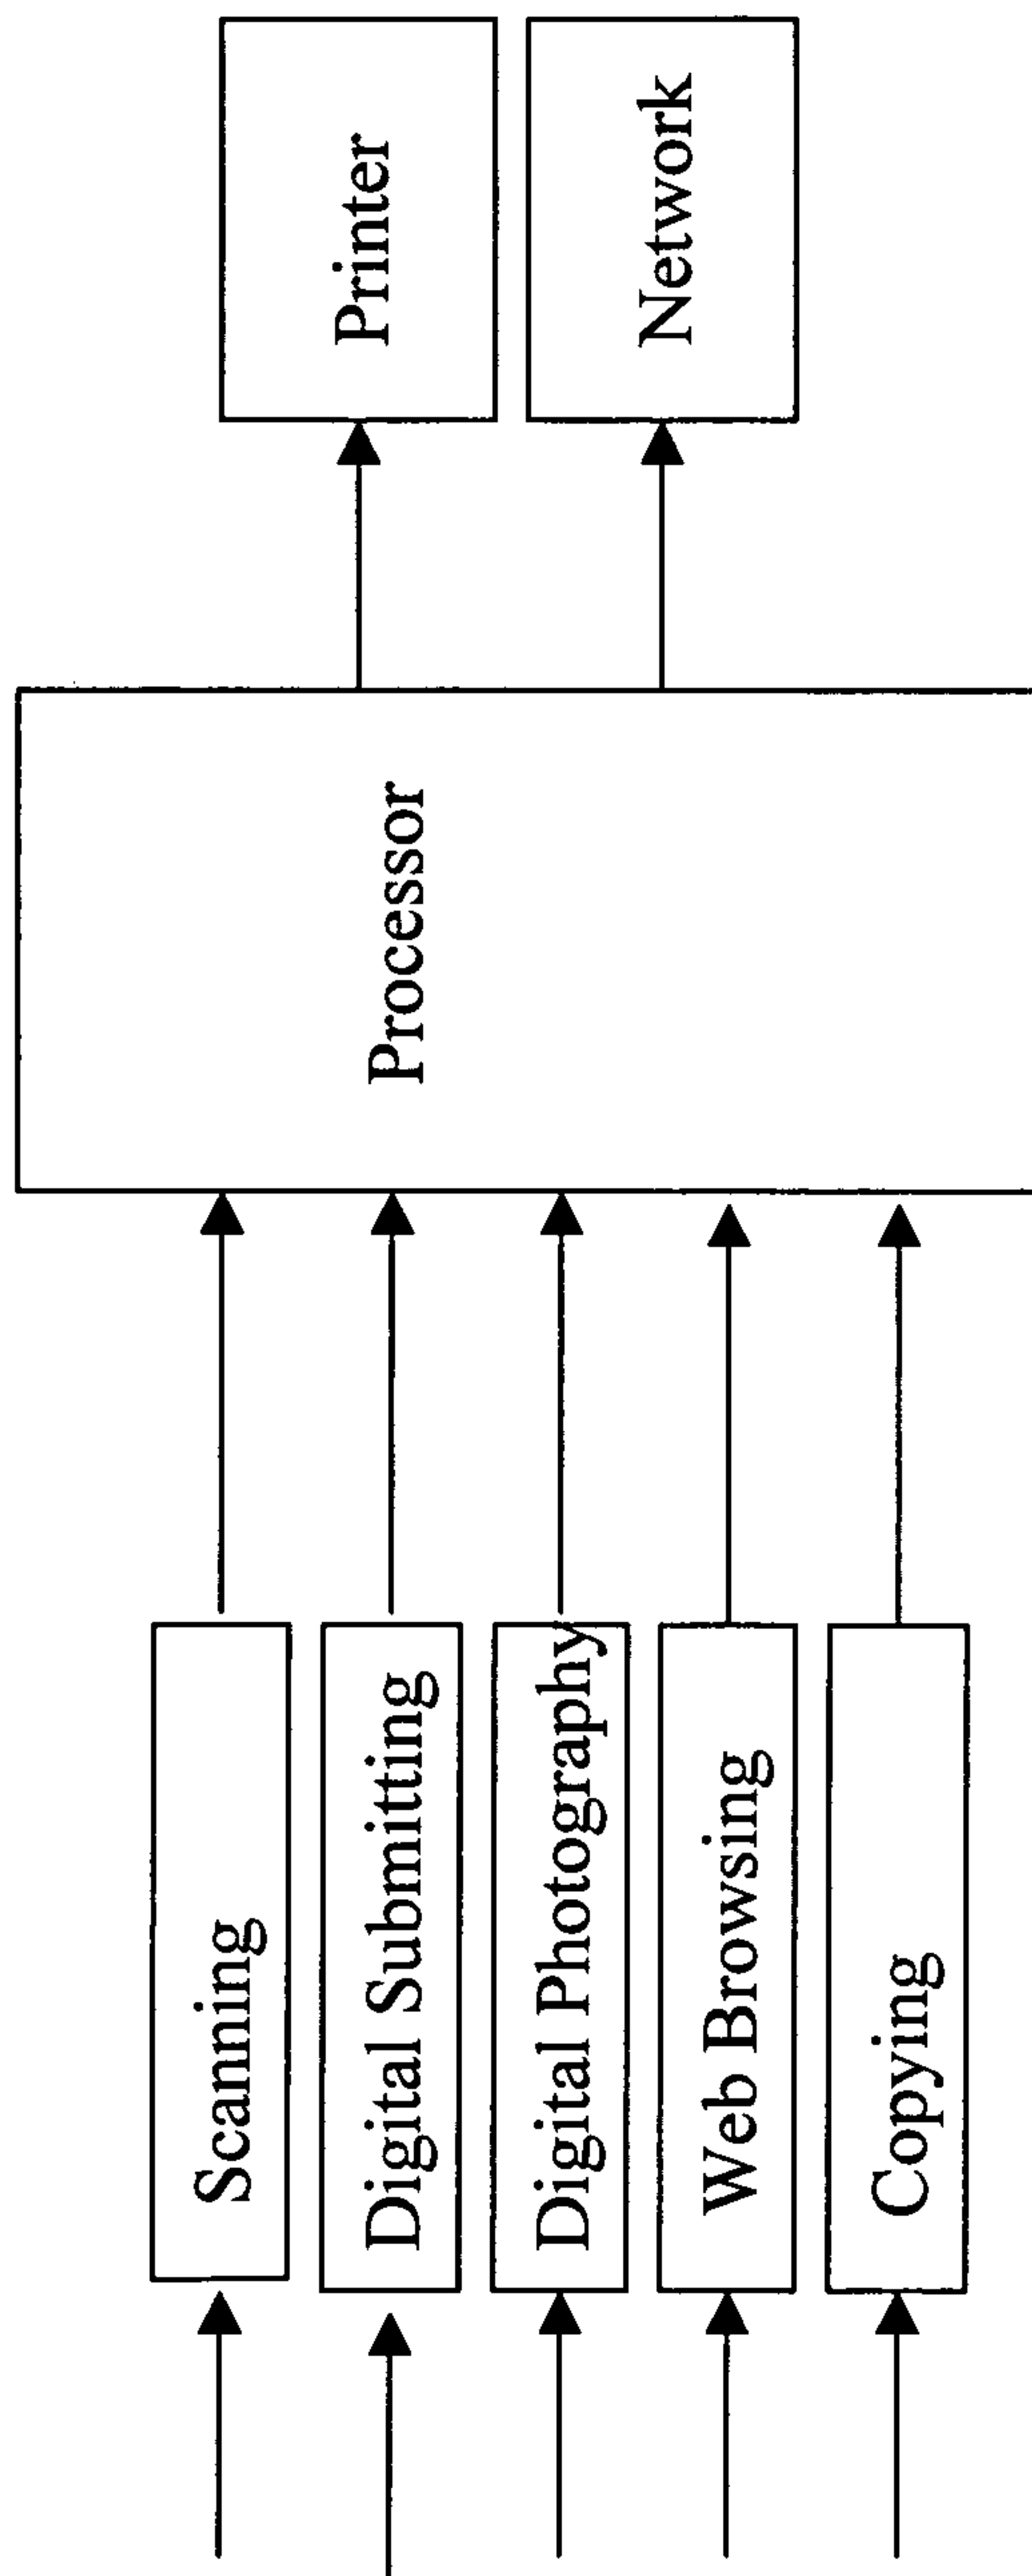 Scanning
Digital Submitting
Digital Photography
Web Browsing
Copying
Processor
Printer
Network